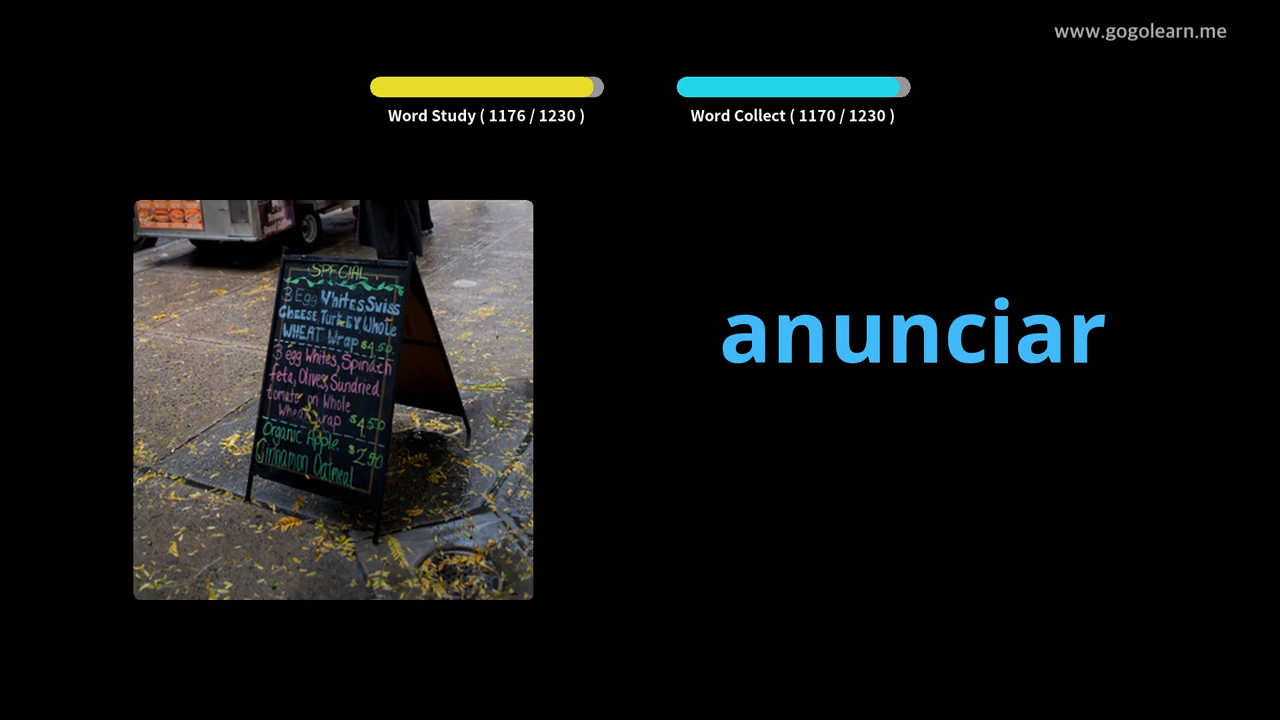 www.gogolearn.me
Word Study ( 1176 / 1230 )
Word Collect ( 1170 / 1230 )
SPECIAL
3 Egg Whites, Swiss
CHEESE, TurKEY Whole
WHEAT Wrap $4.50
3 egg Whites, Spinach
feta, Olives, Sundried
tomato on Whole
Wheat wrap $4.50
Organic Apple
Cinnamon Oatmeal $2.50
anunciar